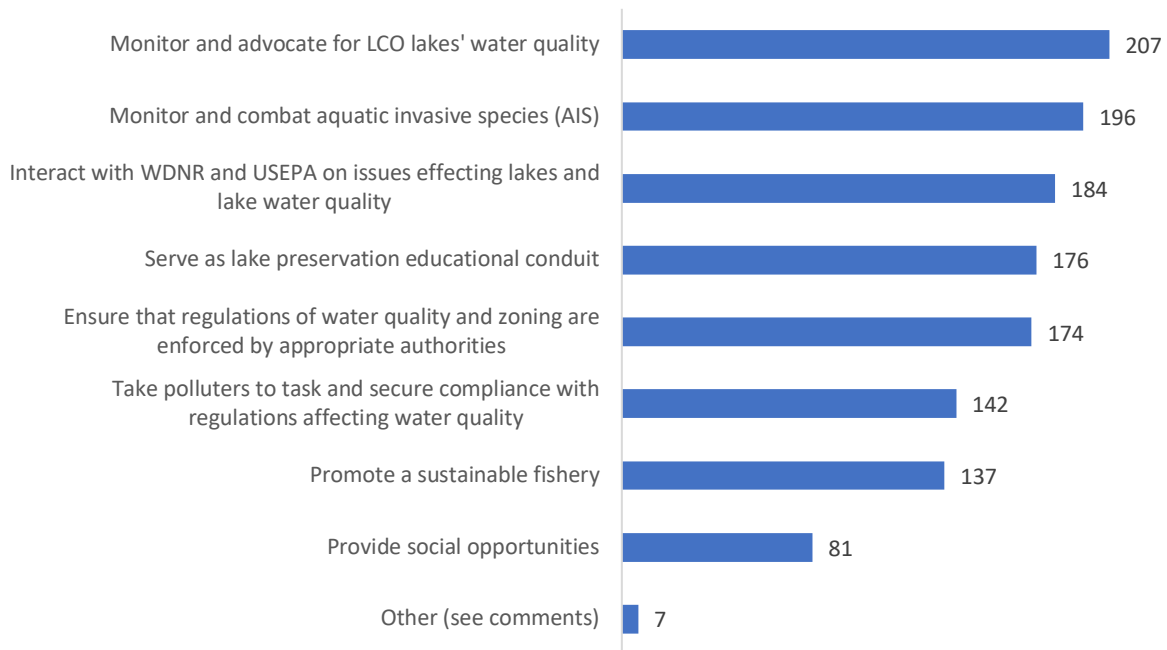 Monitor and advocate for LCO lakes' water quality
207
Monitor and combat aquatic invasive species (AIS)
196
Interact with WDNR and USEPA on issues effecting lakes and
lake water quality
184
Serve as lake preservation educational conduit
176
Ensure that regulations of water quality and zoning are
enforced by appropriate authorities
174
Take polluters to task and secure compliance with
regulations affecting water quality
142
Promote a sustainable fishery
137
Provide social opportunities
81
Other (see comments)
7